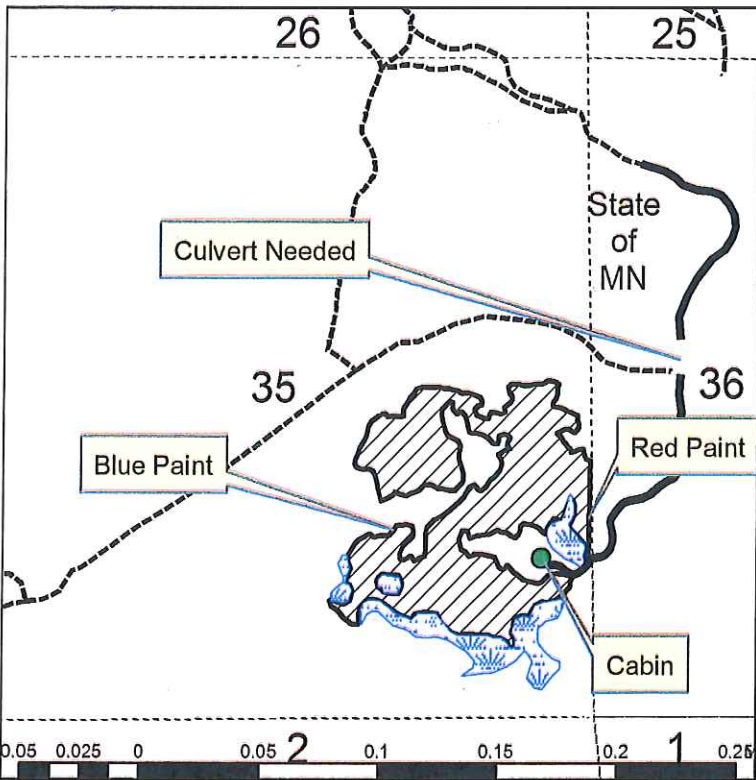 26
25
State
of
MN
Culvert Needed
35
36
Blue Paint
Red Paint
Cabin
2
1
0.05 0.025 0 0.05 0.1 0.15 0.2 0.25